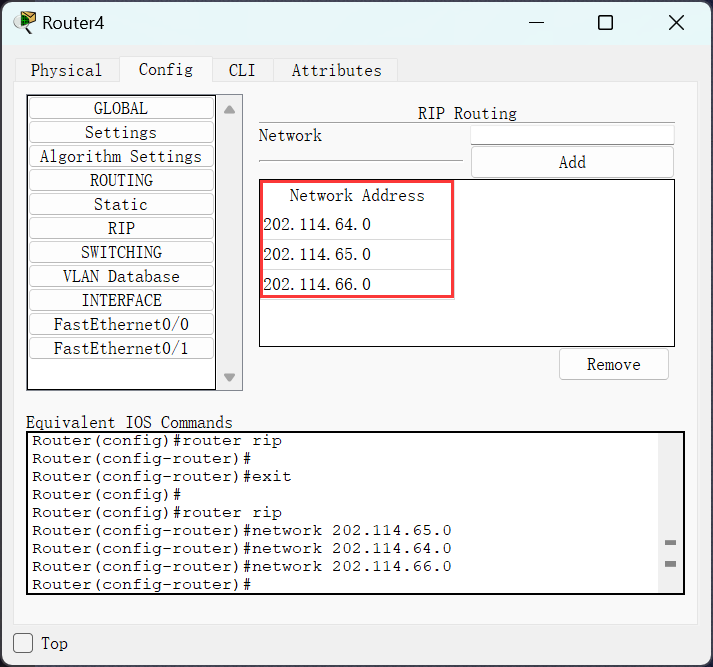 Router4
Physical Config CLI Attributes
GLOBAL
Settings
Algorithm Settings
ROUTING
Static
RIP
SWITCHING
VLAN Database
INTERFACE
FastEthernet0/0
FastEthernet0/1
RIP Routing
Network
Add
Network Address
202.114.64.0
202.114.65.0
202.114.66.0
Remove
Equivalent IOS Commands
Router(config)#router rip
Router(config-router)#
Router(config-router)#exit
Router(config)#
Router(config)#router rip
Router(config-router)#network 202.114.65.0
Router(config-router)#network 202.114.64.0
Router(config-router)#network 202.114.66.0
Router(config-router)#
Top